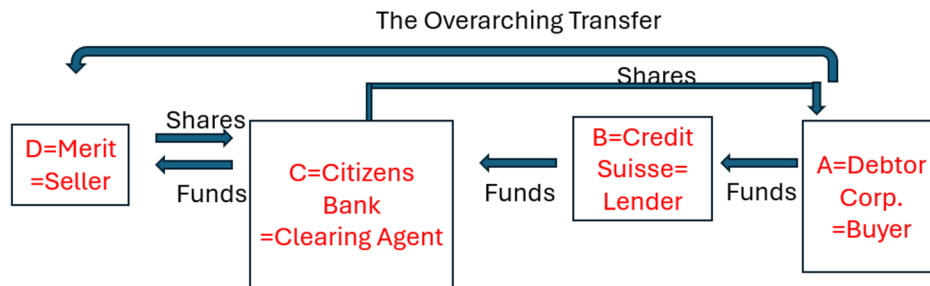 The Overarching Transfer
Shares
Shares
D=Merit
=Seller
Funds
C=Citizens
Bank
=Clearing Agent
Funds
B=Credit
Suisse=
Lender
Funds
A=Debtor
Corp.
=Buyer